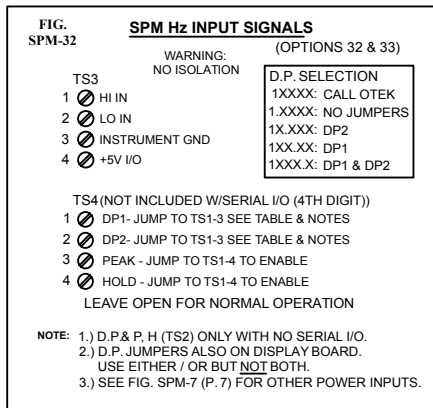 FIG.
SPM-32
SPM Hz INPUT SIGNALS
(OPTIONS 32 & 33)
WARNING:
NO ISOLATION
TS3
1 HI IN
2 LO IN
3 INSTRUMENT GND
4 +5V I/O
D.P. SELECTION
1XXXX: CALL OTEK
1.XXXX: NO JUMPERS
1X.XXX: DP2
1XX.XX: DP1
1XXX.X: DP1 & DP2
TS4 (NOT INCLUDED W/SERIAL I/O (4TH DIGIT))
1 DP1- JUMP TO TS1-3 SEE TABLE & NOTES
2 DP2- JUMP TO TS1-3 SEE TABLE & NOTES
3 PEAK - JUMP TO TS1-4 TO ENABLE
4 HOLD - JUMP TO TS1-4 TO ENABLE
LEAVE OPEN FOR NORMAL OPERATION
NOTE: 1.) D.P.& P, H (TS2) ONLY WITH NO SERIAL I/O.
2.) D.P. JUMPERS ALSO ON DISPLAY BOARD.
USE EITHER / OR BUT NOT BOTH.
3.) SEE FIG. SPM-7 (P. 7) FOR OTHER POWER INPUTS.